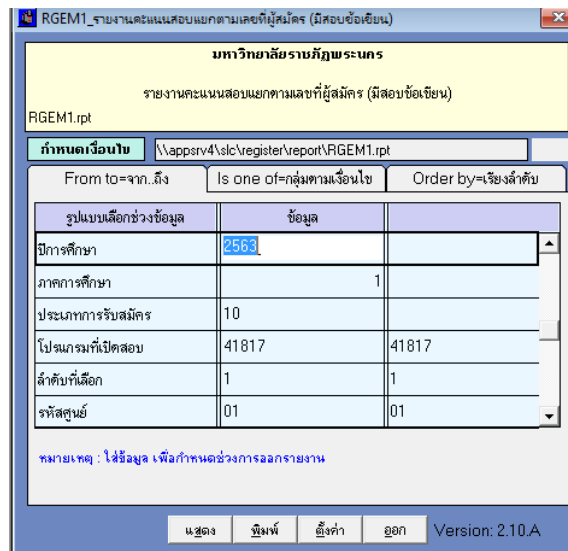 RGEM1_รายงานคะแนนสอบแยกตามเลขที่ผู้สมัคร (มีสอบข้อเขียน)
มหาวิทยาลัยราชภัฏพระนคร
รายงานคะแนนสอบแยกตามเลขที่ผู้สมัคร (มีสอบข้อเขียน)
RGEM1.rpt
กำหนดเงื่อนไข \\appsrv4\slc\register\report\RGEM1.rpt
From to=จาก..ถึง Is one of=กลุ่มตามเงื่อนไข Order by=เรียงลำดับ
รูปแบบเลือกช่วงข้อมูล ข้อมูล
ปีการศึกษา 2563
ภาคการศึกษา 1
ประเภทการรับสมัคร 10
โปรแกรมที่เปิดสอบ 41817 41817
ลำดับที่เลือก 1 1
รหัสศูนย์ 01 01
หมายเหตุ : ใส่ข้อมูล เพื่อกำหนดช่วงการออกรายงาน
แสดง พิมพ์ ตั้งค่า ออก Version: 2.10.A